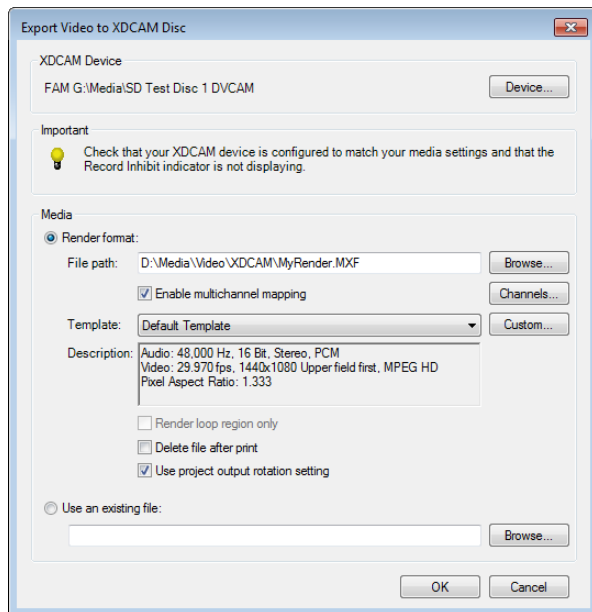 Export Video to XDCAM Disc
XDCAM Device
FAM G:\Media\SD Test Disc 1 DVCAM
Device...
Important
Check that your XDCAM device is configured to match your media settings and that the
Record Inhibit indicator is not displaying.
Media
Render format:
File path: D:\Media\Video\XDCAM\MyRender.MXF Browse...
Enable multichannel mapping Channels...
Template: Default Template Custom...
Description: Audio: 48,000 Hz, 16 Bit, Stereo, PCM
Video: 29.970 fps, 1440x1080 Upper field first, MPEG HD
Pixel Aspect Ratio: 1.333
Render loop region only
Delete file after print
Use project output rotation setting
Use an existing file:
Browse...
OK Cancel